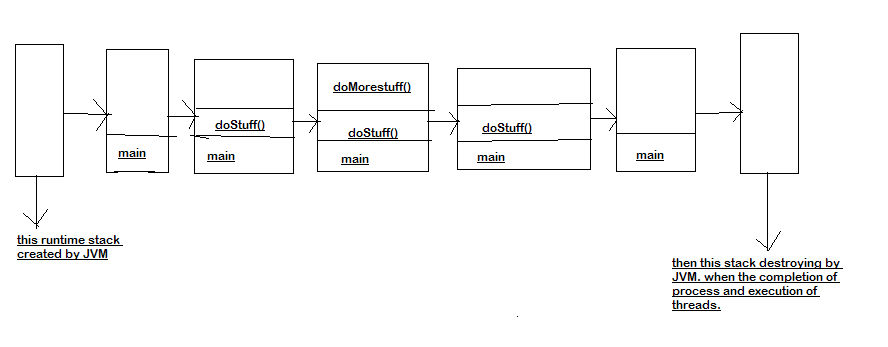 main
doStuff()
main
doMorestuff()
doStuff()
main
doStuff()
main
main
this runtime stack
created by JVM
then this stack destroying by
JVM. when the completion of
process and execution of
threads.